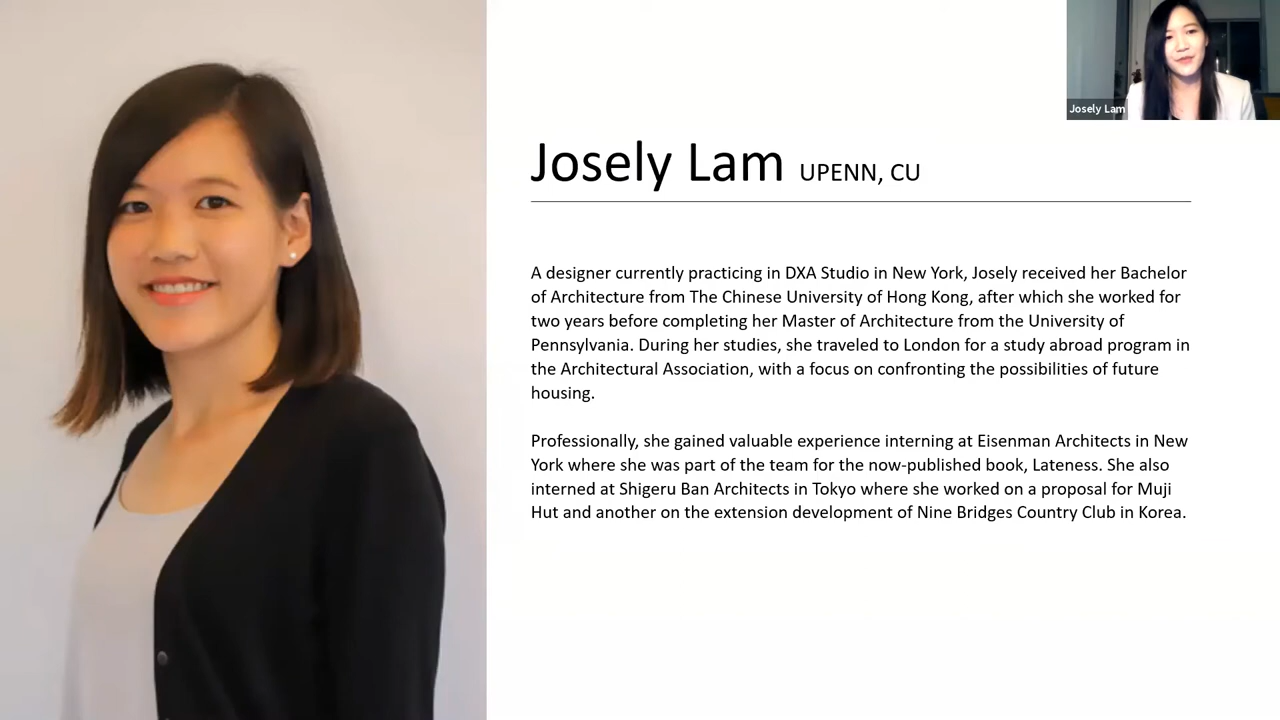 Josely Lam
Josely Lam UPENN, CU
A designer currently practicing in DXA Studio in New York, Josely received her Bachelor
of Architecture from The Chinese University of Hong Kong, after which she worked for
two years before completing her Master of Architecture from the University of
Pennsylvania. During her studies, she traveled to London for a study abroad program in
the Architectural Association, with a focus on confronting the possibilities of future
housing.
Professionally, she gained valuable experience interning at Eisenman Architects in New
York where she was part of the team for the now-published book, Lateness. She also
interned at Shigeru Ban Architects in Tokyo where she worked on a proposal for Muji
Hut and another on the extension development of Nine Bridges Country Club in Korea.